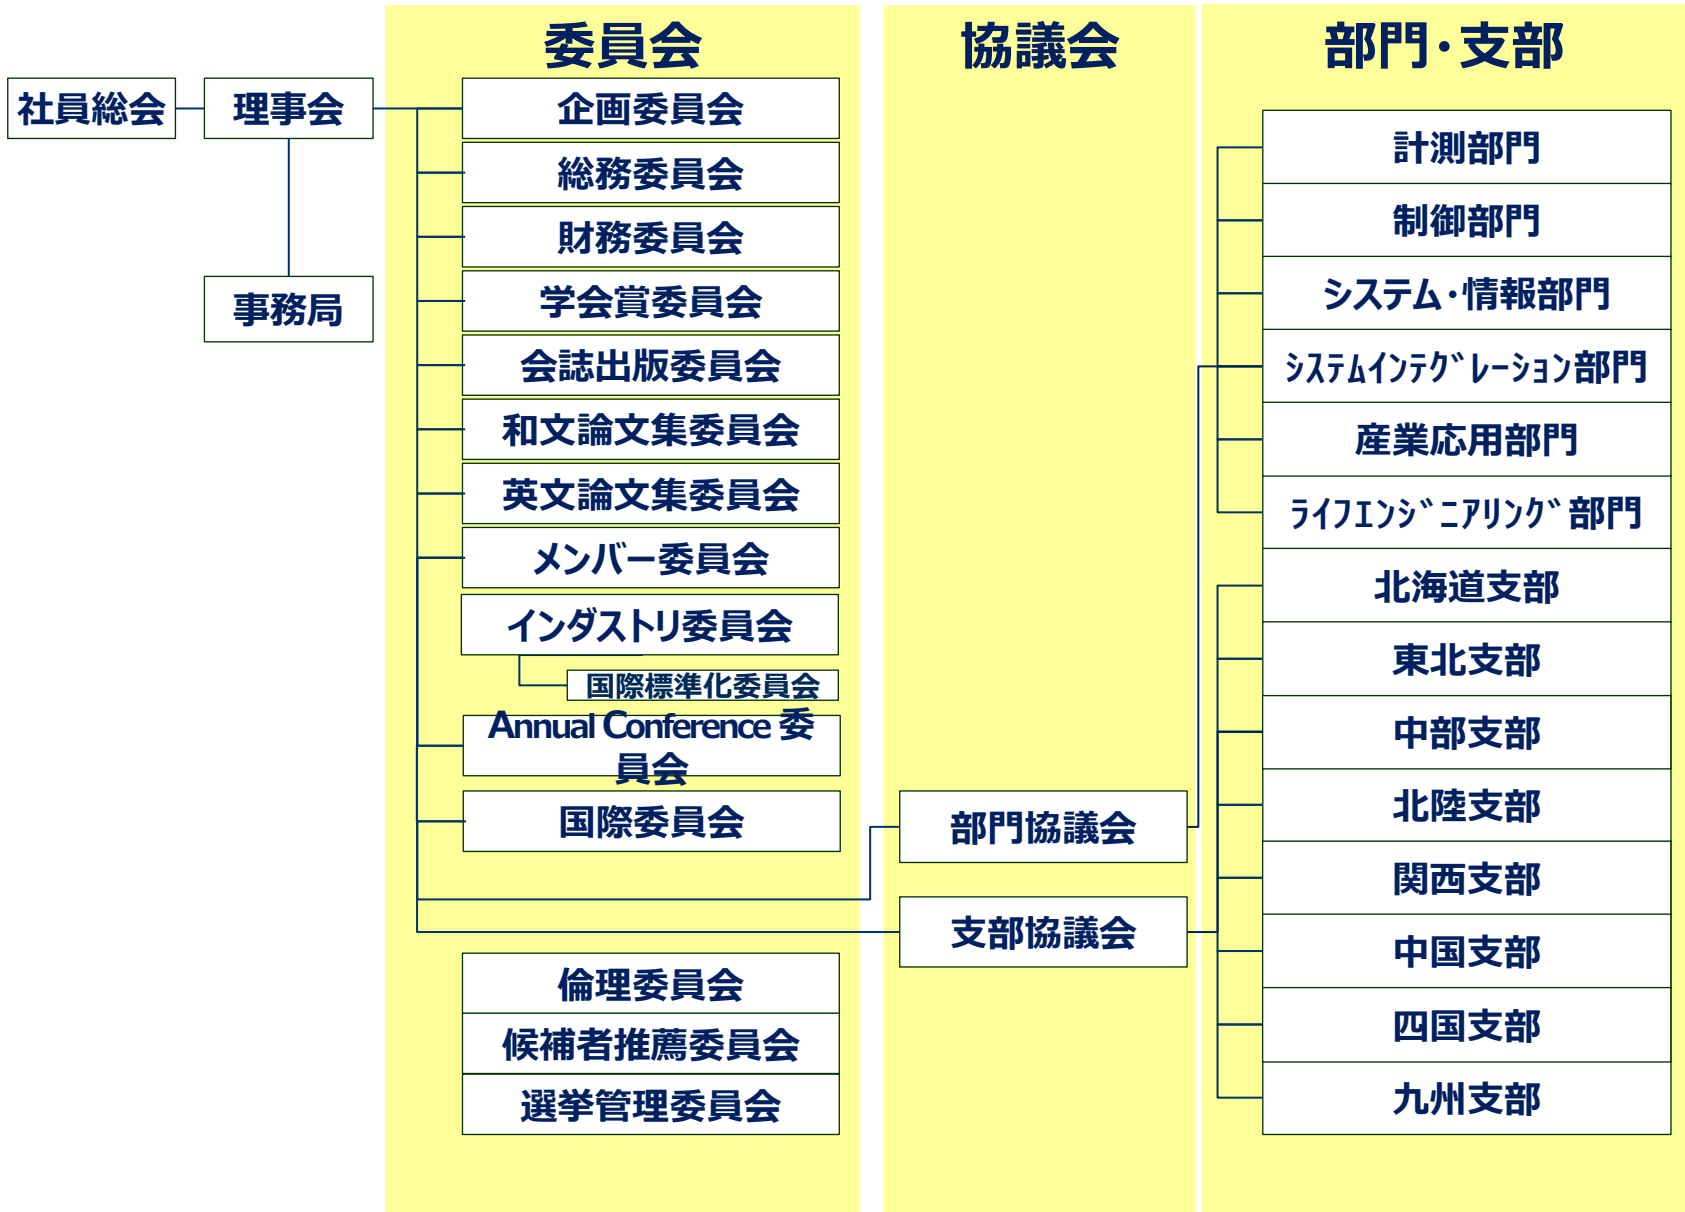 委員会
協議会
部門・支部
社員総会
理事会
事務局
企画委員会
総務委員会
財務委員会
学会賞委員会
会誌出版委員会
和文論文集委員会
英文論文集委員会
メンバー委員会
インダストリ委員会
国際標準化委員会
Annual Conference 委
員会
国際委員会
倫理委員会
候補者推薦委員会
選挙管理委員会
部門協議会
支部協議会
計測部門
制御部門
システム・情報部門
ｼｽﾃﾑｲﾝﾃｸﾞﾚｰｼｮﾝ部門
産業応用部門
ﾗｲﾌｴﾝｼﾞﾆｱﾘﾝｸﾞ部門
北海道支部
東北支部
中部支部
北陸支部
関西支部
中国支部
四国支部
九州支部